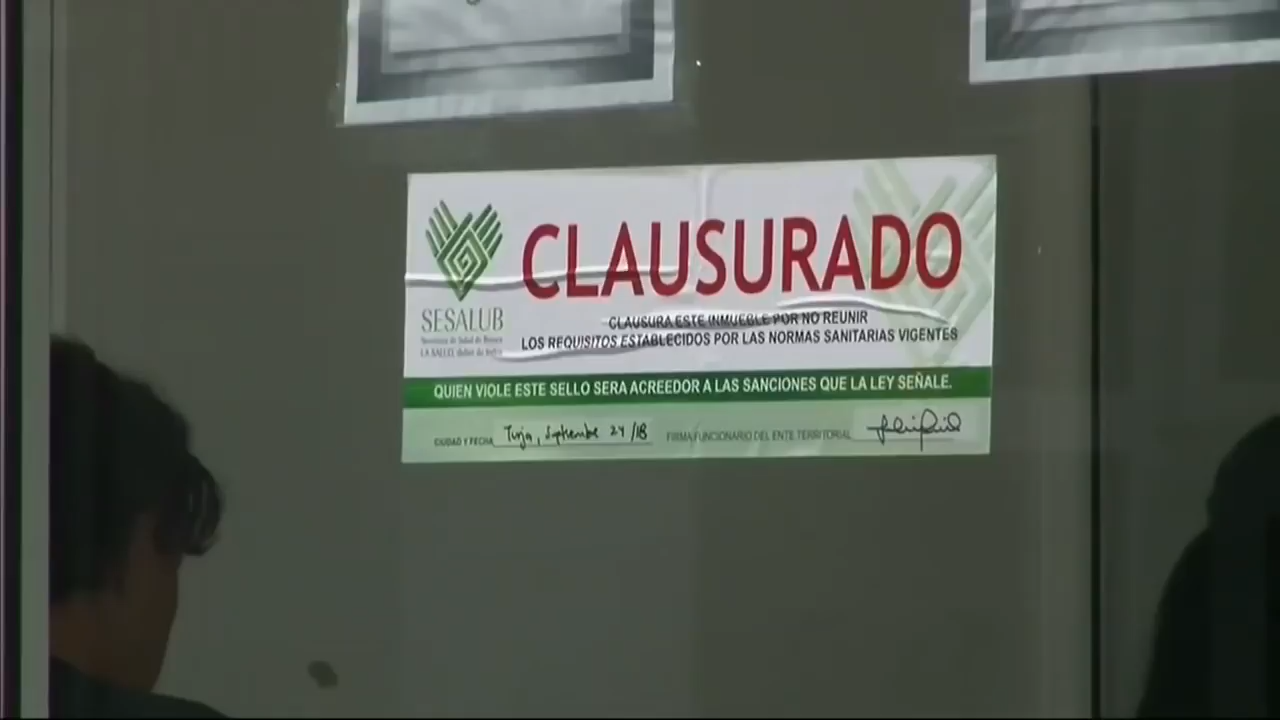 CLAUSURADO
SESALUB
CLAUSURA ESTE INMUEBLE POR NO REUNIR
LOS REQUISITOS ESTABLECIDOS POR LAS NORMAS SANITARIAS VIGENTES
QUIEN VIOLE ESTE SELLO SERA ACREEDOR A LAS SANCIONES QUE LA LEY SEÑALE.
CIUDAD Y FECHA Tunja, Septiembre 24/18 FIRMA FUNCIONARIO DEL ENTE TERRITORIAL